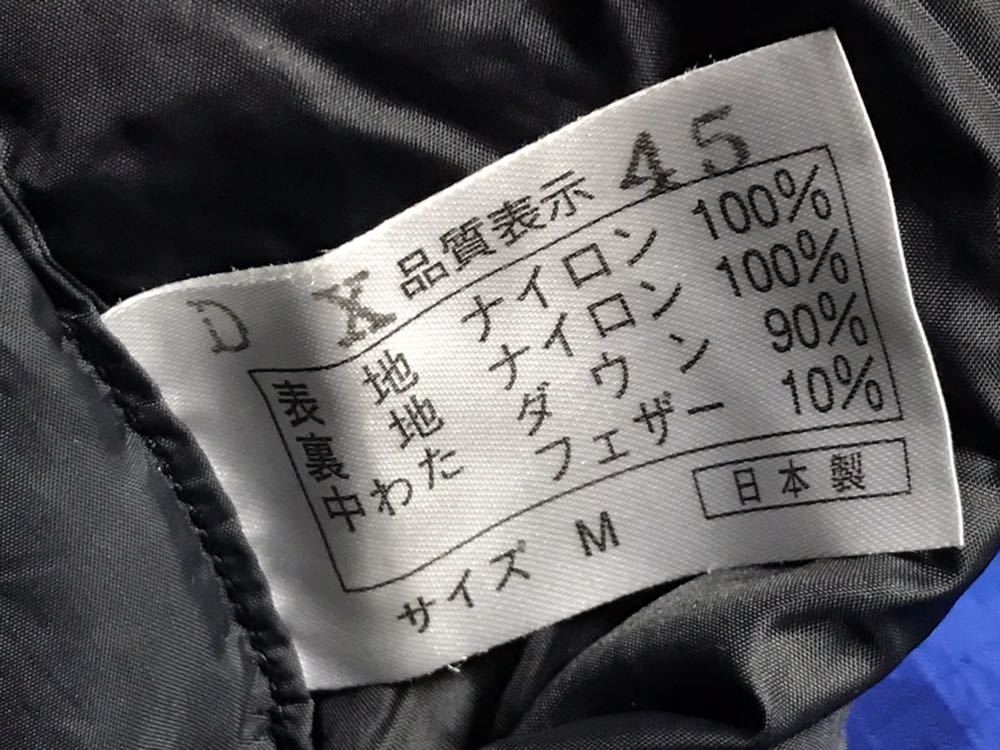 D X 品質表示 45
表地 ナイロン 100%
裏地 ナイロン 100%
中わた ダウン 90%
フェザー 10%
サイズ M 日本製